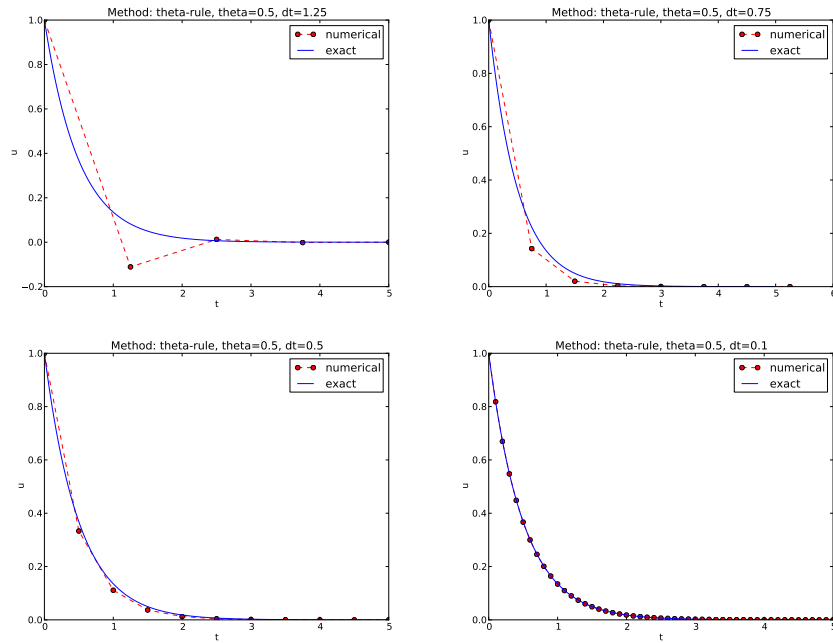 Method: theta-rule, theta=0.5, dt=1.25
1.0
0.8
0.6
0.4
0.2
0.0
−0.2
u
0
1
2
3
4
5
t
numerical
exact
Method: theta-rule, theta=0.5, dt=0.75
1.0
0.8
0.6
0.4
0.2
0.0
u
0
1
2
3
4
5
6
t
numerical
exact
Method: theta-rule, theta=0.5, dt=0.5
1.0
0.8
0.6
0.4
0.2
0.0
u
0
1
2
3
4
5
t
numerical
exact
Method: theta-rule, theta=0.5, dt=0.1
1.0
0.8
0.6
0.4
0.2
0.0
u
0
1
2
3
4
5
t
numerical
exact